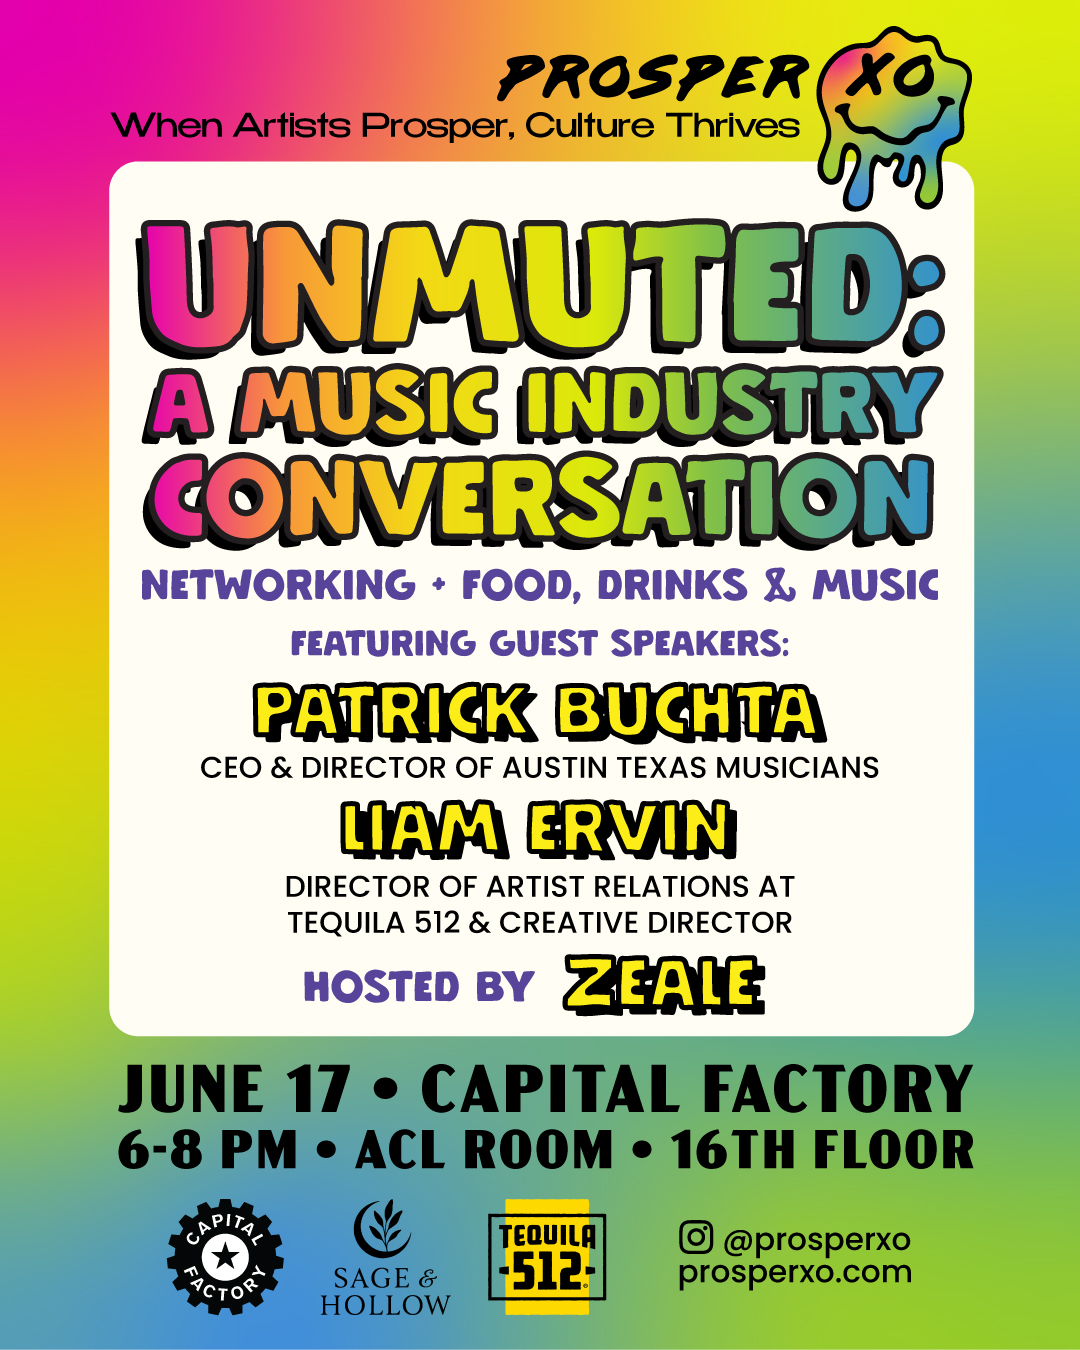 PROSPER XO
When Artists Prosper, Culture Thrives
UNMUTED:
A MUSIC INDUSTRY
CONVERSATION
NETWORKING + FOOD, DRINKS & MUSIC
FEATURING GUEST SPEAKERS:
PATRICK BUCHTA
CEO & DIRECTOR OF AUSTIN TEXAS MUSICIANS
LIAM ERVIN
DIRECTOR OF ARTIST RELATIONS AT
TEQUILA 512 & CREATIVE DIRECTOR
HOSTED BY ZEALE
JUNE 17 • CAPITAL FACTORY
6-8 PM • ACL ROOM • 16TH FLOOR
CAPITAL
FACTORY
SAGE &
HOLLOW
TEQUILA
512
@prosperxo
prosperxo.com